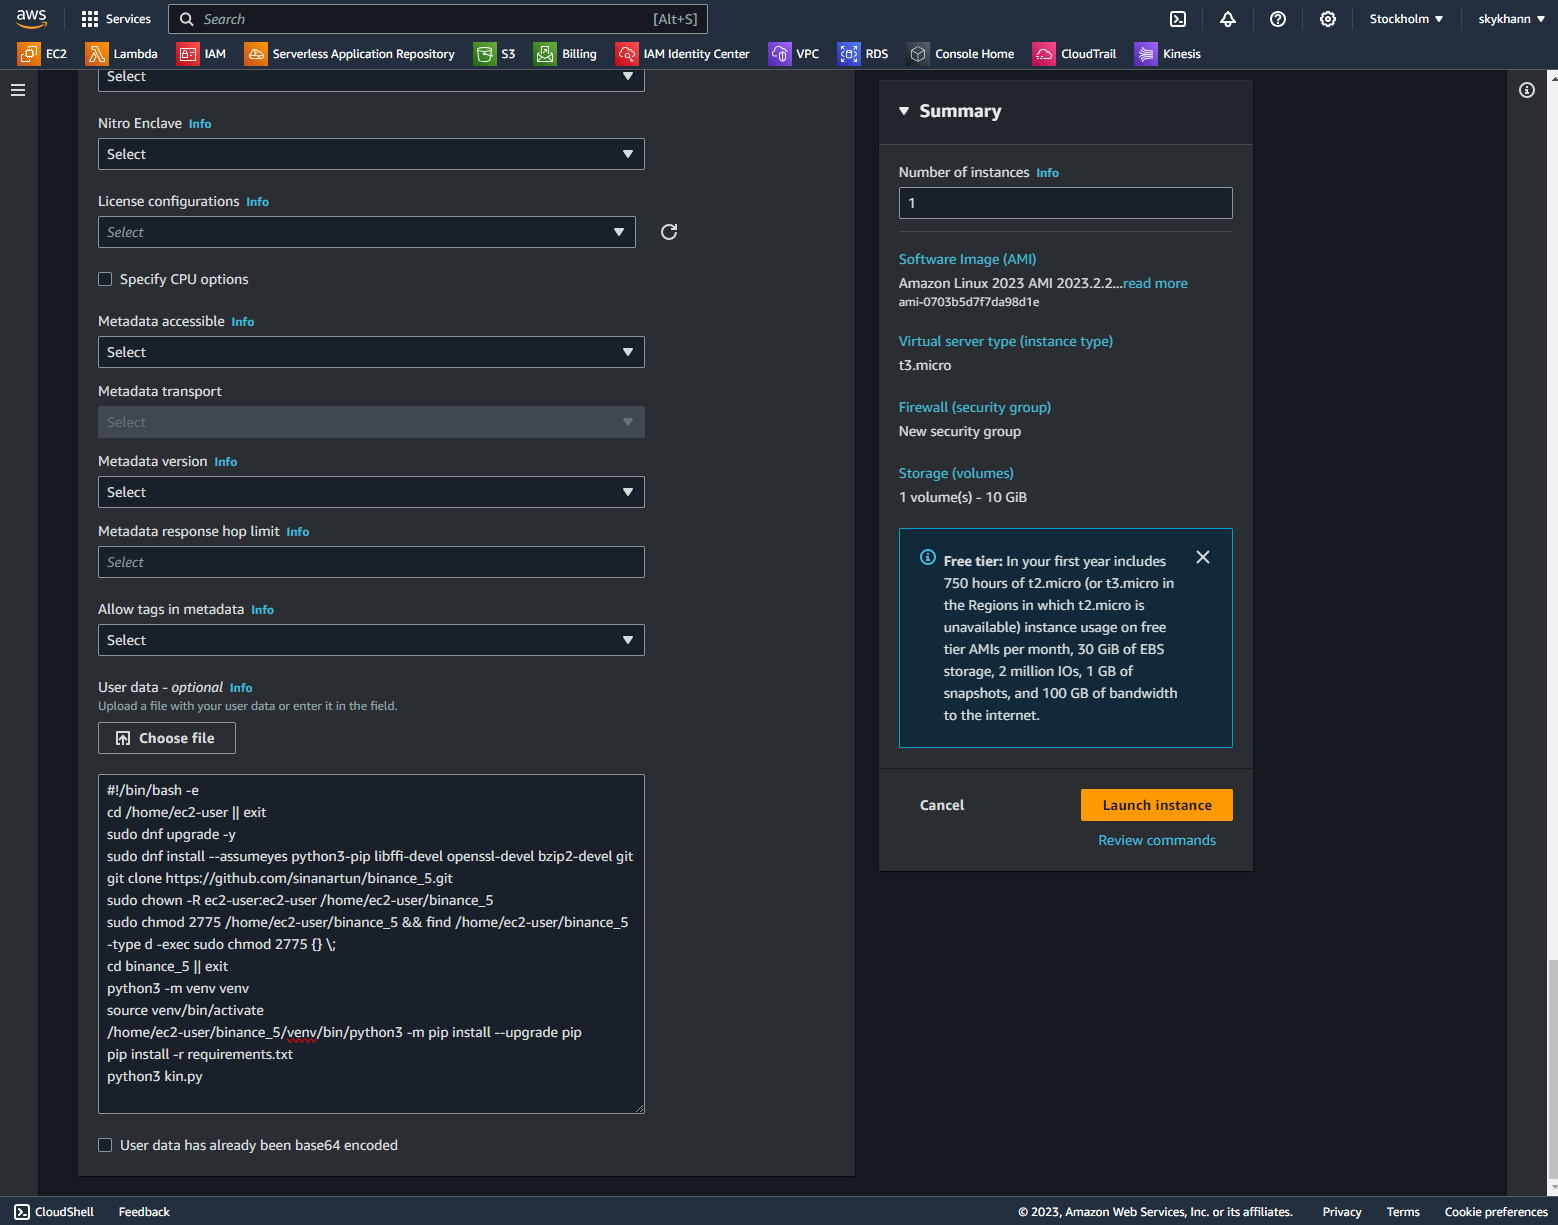 aws
Services
Search
[Alt+S]
Stockholm
skykhann
EC2
Lambda
IAM
Serverless Application Repository
S3
Billing
IAM Identity Center
VPC
RDS
Console Home
CloudTrail
Kinesis
Select
Nitro Enclave Info
Select
License configurations Info
Select
Specify CPU options
Metadata accessible Info
Select
Metadata transport
Select
Metadata version Info
Select
Metadata response hop limit Info
Select
Allow tags in metadata Info
Select
User data - optional Info
Upload a file with your user data or enter it in the field.
Choose file
#!/bin/bash -e
cd /home/ec2-user || exit
sudo dnf upgrade -y
sudo dnf install --assumeyes python3-pip libffi-devel openssl-devel bzip2-devel git
git clone https://github.com/sinanartun/binance_5.git
sudo chown -R ec2-user:ec2-user /home/ec2-user/binance_5
sudo chmod 2775 /home/ec2-user/binance_5 && find /home/ec2-user/binance_5
-type d -exec sudo chmod 2775 {} \;
cd binance_5 || exit
python3 -m venv venv
source venv/bin/activate
/home/ec2-user/binance_5/venv/bin/python3 -m pip install --upgrade pip
pip install -r requirements.txt
python3 kin.py
User data has already been base64 encoded
Summary
Number of instances Info
1
Software Image (AMI)
Amazon Linux 2023 AMI 2023.2.2...read more
ami-0703b5d7f7da98d1e
Virtual server type (instance type)
t3.micro
Firewall (security group)
New security group
Storage (volumes)
1 volume(s) - 10 GiB
Free tier: In your first year includes
750 hours of t2.micro (or t3.micro in
the Regions in which t2.micro is
unavailable) instance usage on free
tier AMIs per month, 30 GiB of EBS
storage, 2 million IOs, 1 GB of
snapshots, and 100 GB of bandwidth
to the internet.
Cancel
Launch instance
Review commands
CloudShell
Feedback
© 2023, Amazon Web Services, Inc. or its affiliates.
Privacy
Terms
Cookie preferences